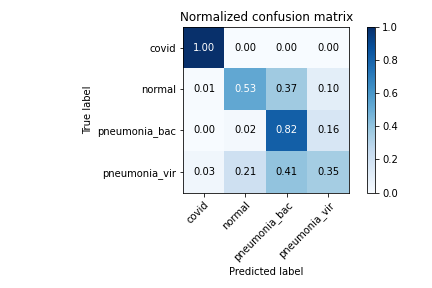 Normalized confusion matrix
True label
covid 1.00 0.00 0.00 0.00
normal 0.01 0.53 0.37 0.10
pneumonia_bac 0.00 0.02 0.82 0.16
pneumonia_vir 0.03 0.21 0.41 0.35
covid normal pneumonia_bac pneumonia_vir
Predicted label
1.0
0.8
0.6
0.4
0.2
0.0